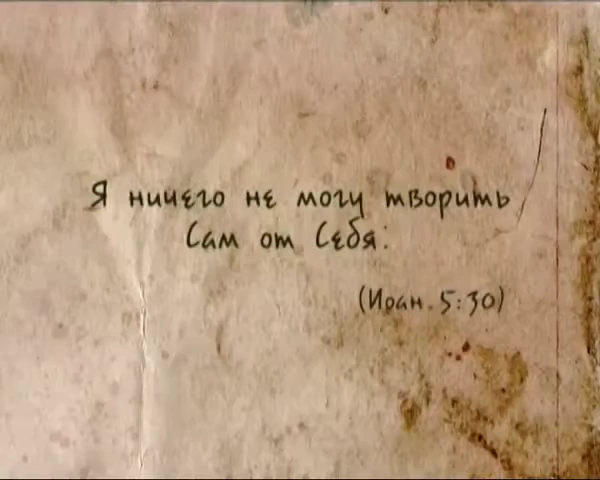 Я ничего не могу творить
Сам от Себя.
(Иоан. 5:30)